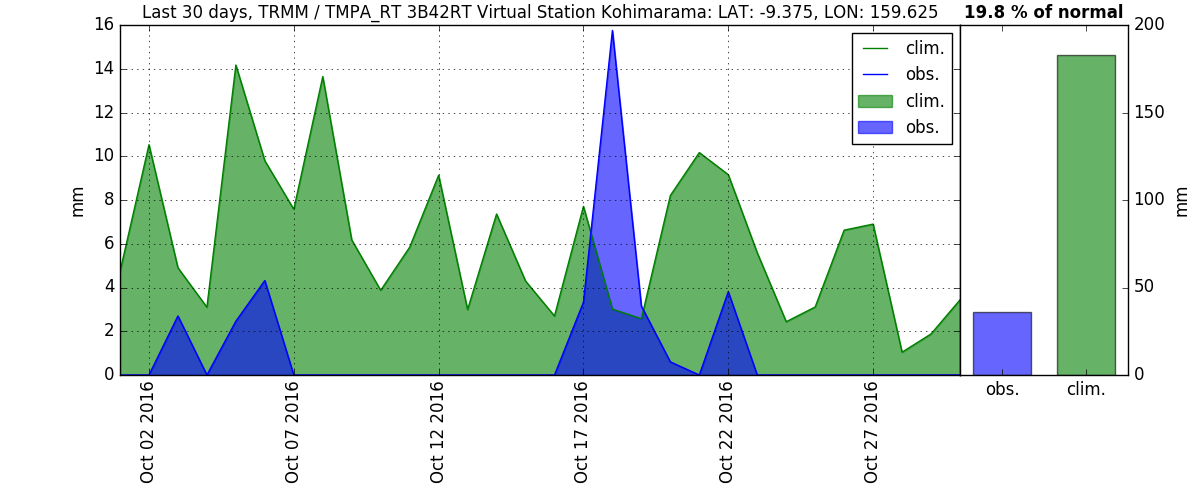 Last 30 days, TRMM / TMPA_RT 3B42RT Virtual Station Kohimarama: LAT: -9.375, LON: 159.625
19.8 % of normal
16
14
12
10
8
6
4
2
0
mm
clim.
obs.
clim.
obs.
Oct 02 2016
Oct 07 2016
Oct 12 2016
Oct 17 2016
Oct 22 2016
Oct 27 2016
200
150
100
50
0
mm
obs.
clim.